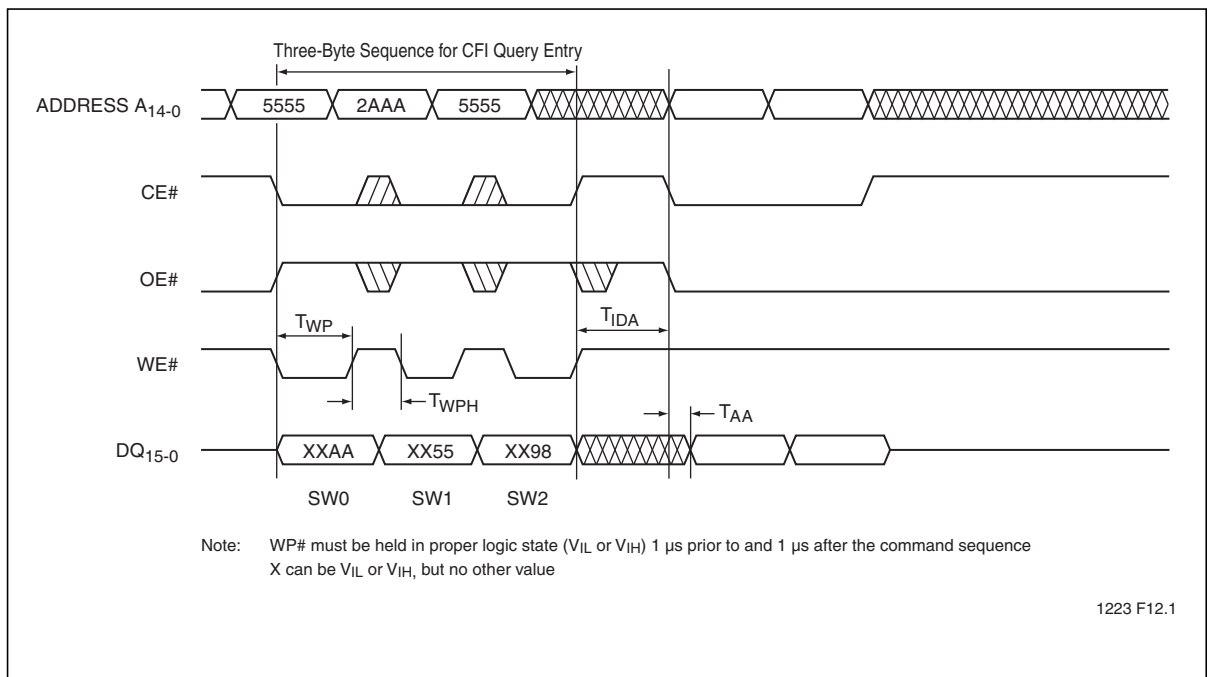 Three-Byte Sequence for CFI Query Entry
ADDRESS A14-0
5555 2AAA 5555
CE#
OE#
TWP TIDA
WE#
TWPH TAA
DQ15-0
XXAA XX55 XX98
SW0 SW1 SW2
Note: WP# must be held in proper logic state (VIL or VIH) 1 µs prior to and 1 µs after the command sequence
X can be VIL or VIH, but no other value
1223 F12.1